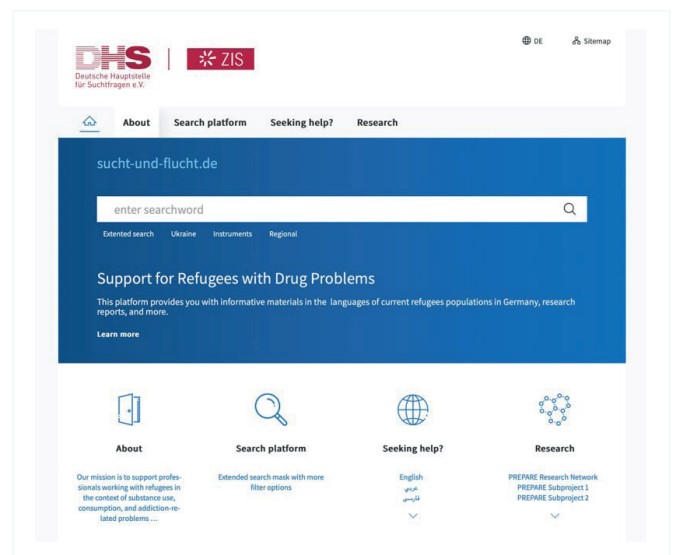 DE
Sitemap
DHS
Deutsche Hauptstelle
für Suchtfragen e.V.
ZIS
About
Search platform
Seeking help?
Research
sucht-und-flucht.de
enter searchword
Extented search
Ukraine
Instruments
Regional
Support for Refugees with Drug Problems
This platform provides you with informative materials in the languages of current refugees populations in Germany, research
reports, and more.
Learn more
About
Our mission is to support profes-
sionals working with refugees in
the context of substance use,
consumption, and addiction-re-
lated problems ...
Search platform
Extended search mask with more
filter options
Seeking help?
English
عربي
فارسی
Research
PREPARE Research Network
PREPARE Subproject 1
PREPARE Subproject 2